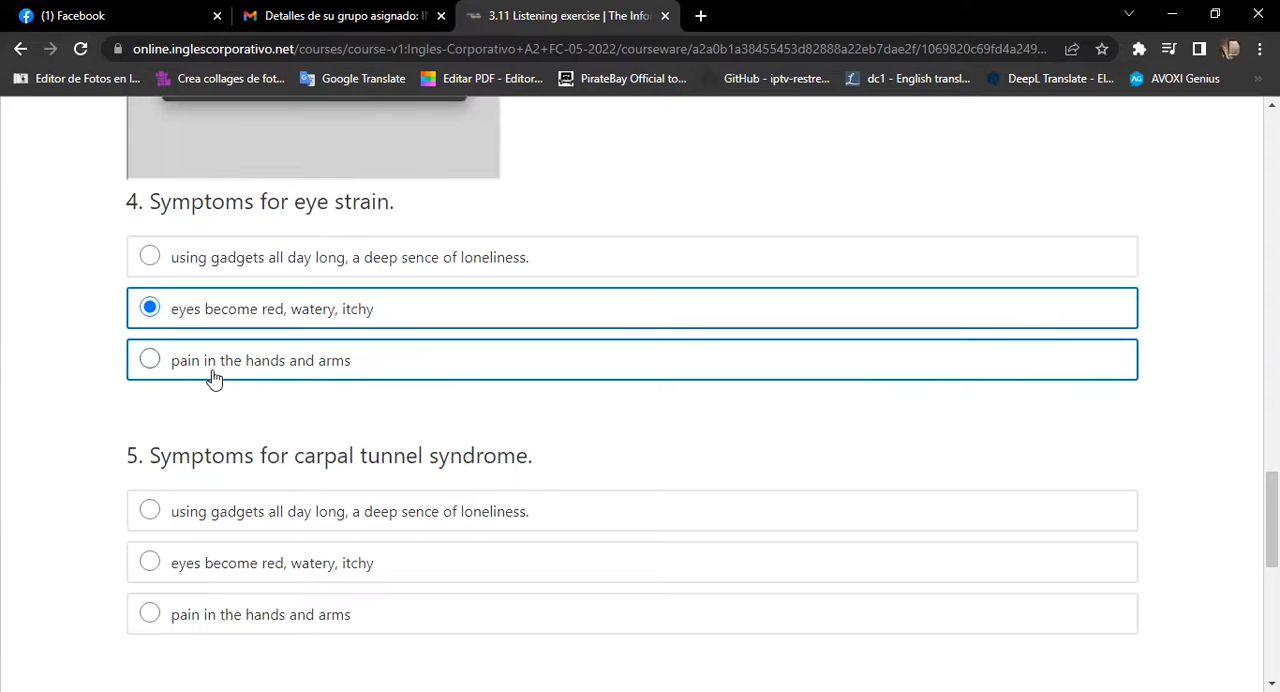 (1) Facebook
Detalles de su grupo asignado: I
3.11 Listening exercise | The Info
online.inglescorporativo.net/courses/course-v1:Ingles-Corporativo+A2+FC-05-2022/courseware/a2a0b1a38455453d82888a22eb7dae2f/1069820c69fd4a249...
Editor de Fotos en l...
Crea collages de fot...
Google Translate
Editar PDF - Editor...
PirateBay Official to...
GitHub - iptv-restre...
dc1 - English transl...
DeepL Translate - El...
AVOXI Genius
»
4. Symptoms for eye strain.
using gadgets all day long, a deep sence of loneliness.
eyes become red, watery, itchy
pain in the hands and arms
5. Symptoms for carpal tunnel syndrome.
using gadgets all day long, a deep sence of loneliness.
eyes become red, watery, itchy
pain in the hands and arms